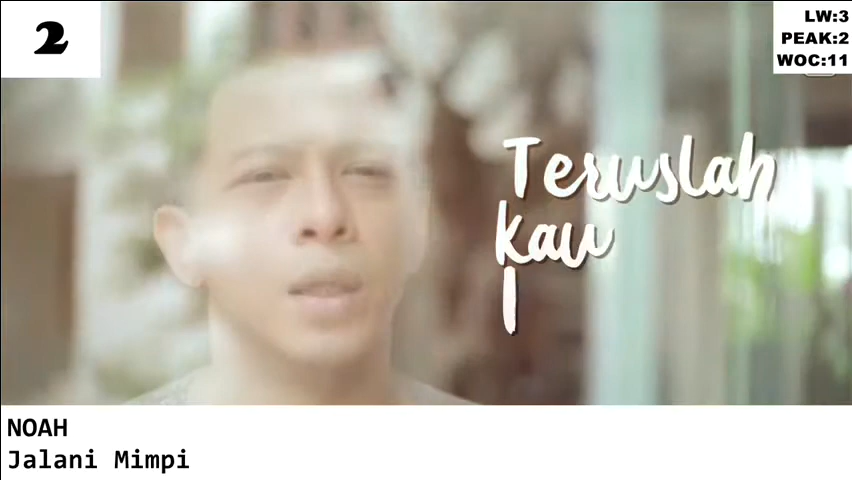 2
LW:3
PEAK:2
WOC:11
Teruslah
kau
NOAH
Jalani Mimpi